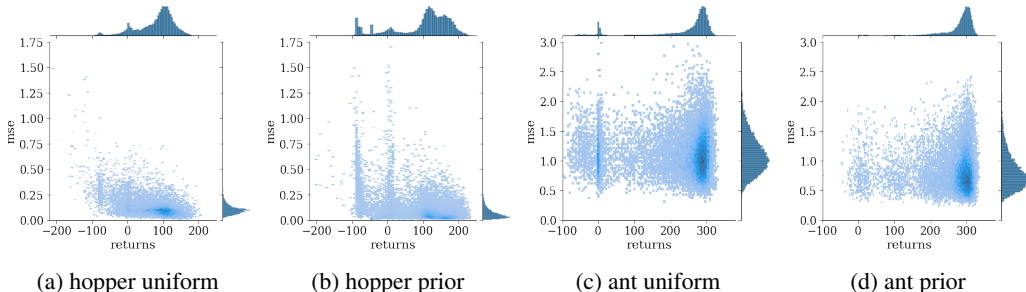 1.75
1.50
1.25
1.00
0.75
0.50
0.25
0.00
mse
−200 −100 0 100 200
returns
(a) hopper uniform
1.75
1.50
1.25
1.00
0.75
0.50
0.25
0.00
mse
−200 −100 0 100 200
returns
(b) hopper prior
3.0
2.5
2.0
1.5
1.0
0.5
0.0
mse
−100 0 100 200 300
returns
(c) ant uniform
3.0
2.5
2.0
1.5
1.0
0.5
0.0
mse
−100 0 100 200 300
returns
(d) ant prior